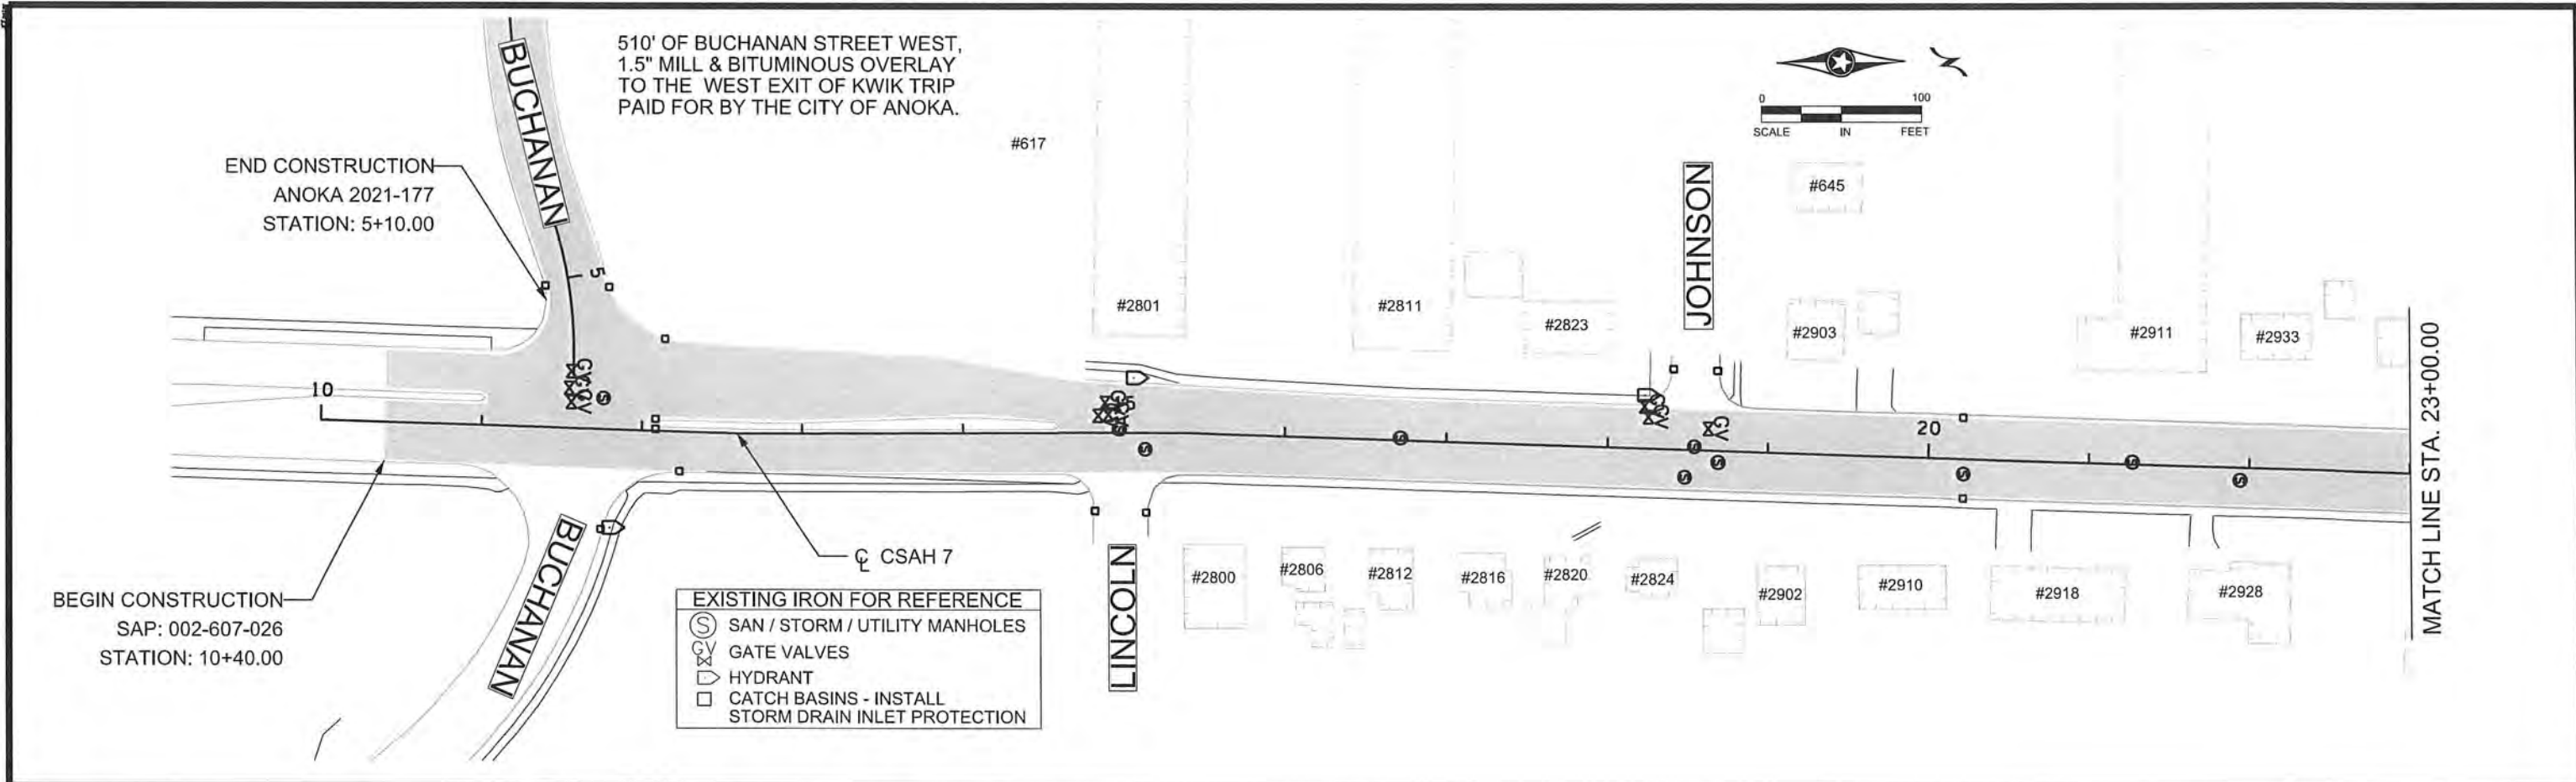 510' OF BUCHANAN STREET WEST,
1.5" MILL & BITUMINOUS OVERLAY
TO THE WEST EXIT OF KWIK TRIP
PAID FOR BY THE CITY OF ANOKA.
BUCHANAN
END CONSTRUCTION
ANOKA 2021-177
STATION: 5+10.00
5
#617
0 100
SCALE IN FEET
JOHNSON
#645
#2801
#2811
#2823
#2903
#2911
#2933
10
GV
GV
GV
GV
GV
GV
S
S
S
S
S
S
S
S
S
20
MATCH LINE STA. 23+00.00
BEGIN CONSTRUCTION
SAP: 002-607-026
STATION: 10+40.00
BUCHANAN
℄ CSAH 7
LINCOLN
#2800
#2806
#2812
#2816
#2820
#2824
#2902
#2910
#2918
#2928
EXISTING IRON FOR REFERENCE
S SAN / STORM / UTILITY MANHOLES
GV GATE VALVES
HYDRANT
CATCH BASINS - INSTALL
STORM DRAIN INLET PROTECTION